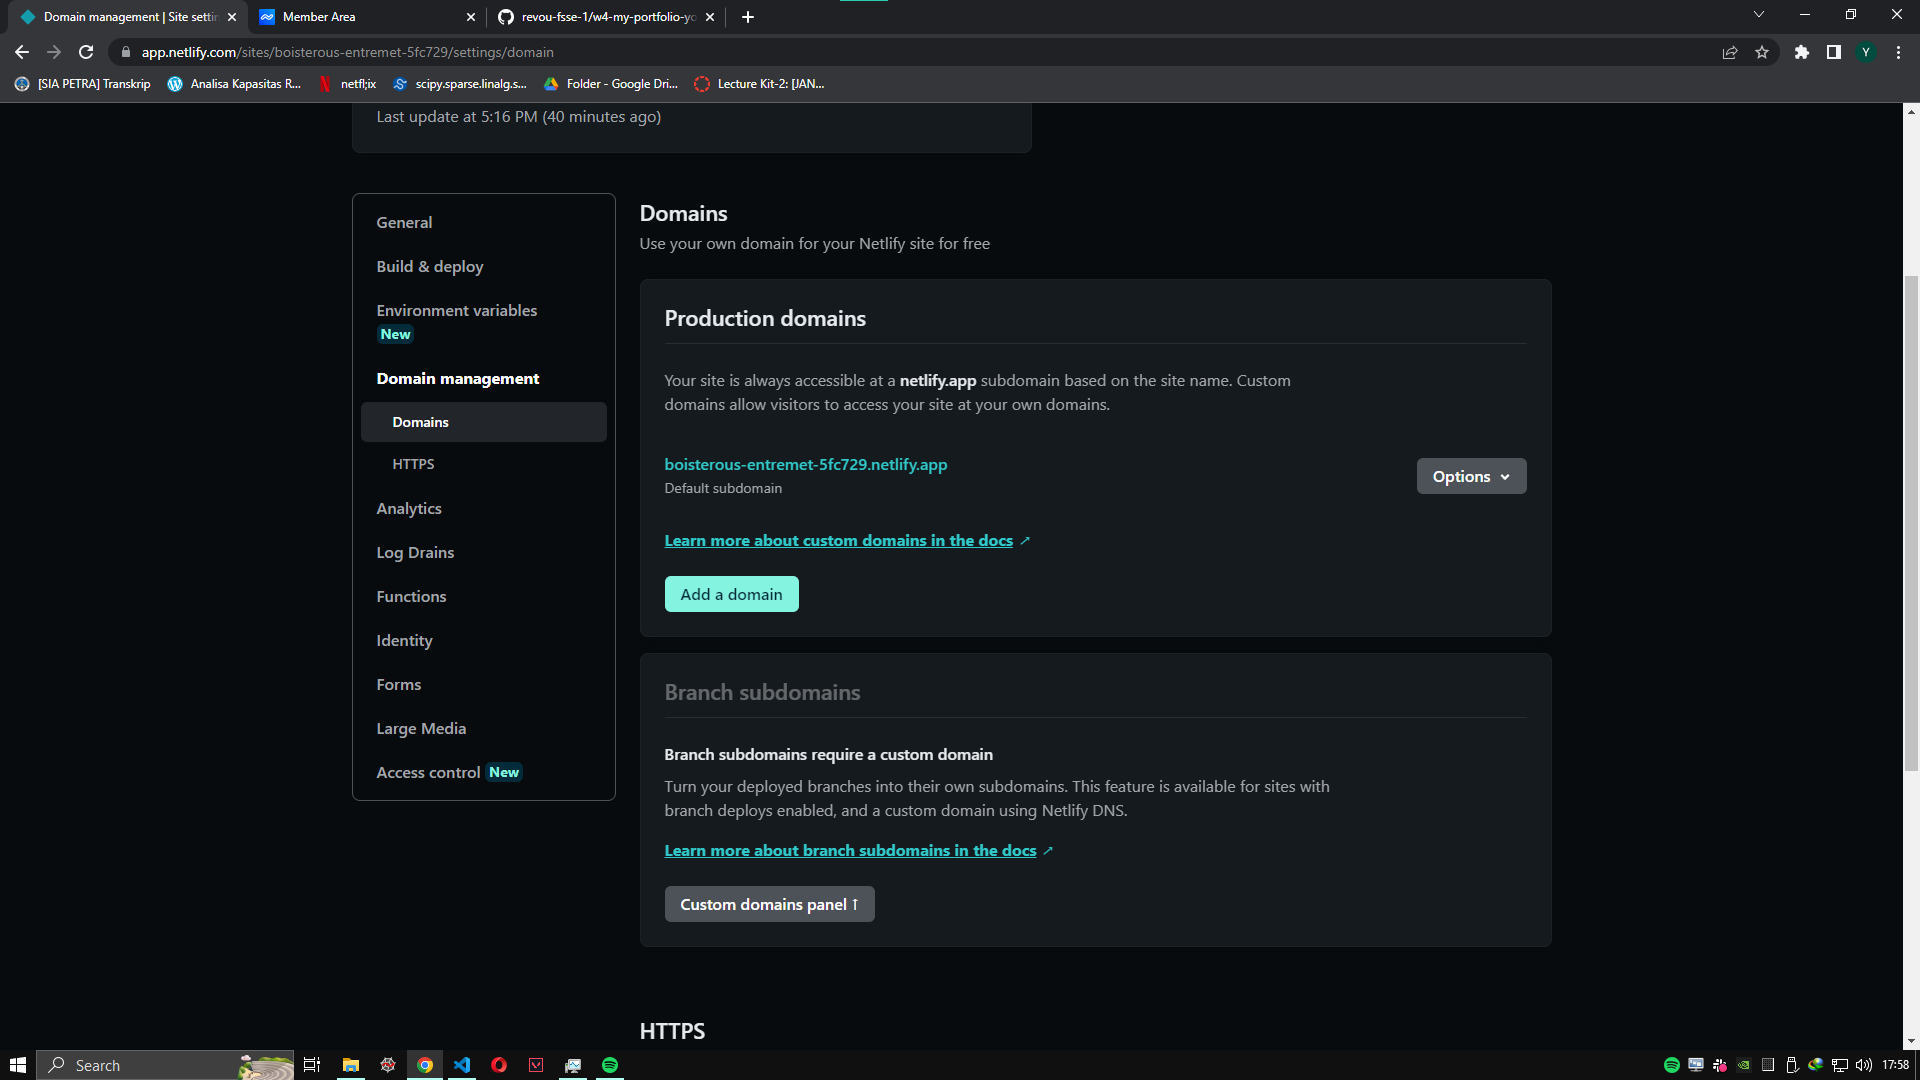 Domain management | Site settin
Member Area
revou-fsse-1/w4-my-portfolio-yo
app.netlify.com/sites/boisterous-entremet-5fc729/settings/domain
Y
[SIA PETRA] Transkrip
Analisa Kapasitas R...
netfl;ix
scipy.sparse.linalg.s...
Folder - Google Dri...
Lecture Kit-2: [JAN...
Last update at 5:16 PM (40 minutes ago)
General
Build & deploy
Environment variables
New
Domain management
Domains
HTTPS
Analytics
Log Drains
Functions
Identity
Forms
Large Media
Access control New
Domains
Use your own domain for your Netlify site for free
Production domains
Your site is always accessible at a netlify.app subdomain based on the site name. Custom
domains allow visitors to access your site at your own domains.
boisterous-entremet-5fc729.netlify.app
Default subdomain
Options
Learn more about custom domains in the docs ↗
Add a domain
Branch subdomains
Branch subdomains require a custom domain
Turn your deployed branches into their own subdomains. This feature is available for sites with
branch deploys enabled, and a custom domain using Netlify DNS.
Learn more about branch subdomains in the docs ↗
Custom domains panel ↑
HTTPS
Search
17:58